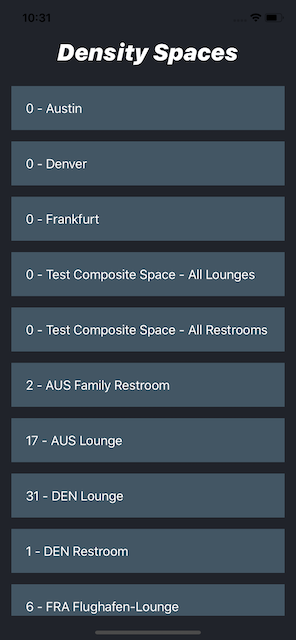 10:31
Density Spaces
0 - Austin
0 - Denver
0 - Frankfurt
0 - Test Composite Space - All Lounges
0 - Test Composite Space - All Restrooms
2 - AUS Family Restroom
17 - AUS Lounge
31 - DEN Lounge
1 - DEN Restroom
6 - FRA Flughafen-Lounge